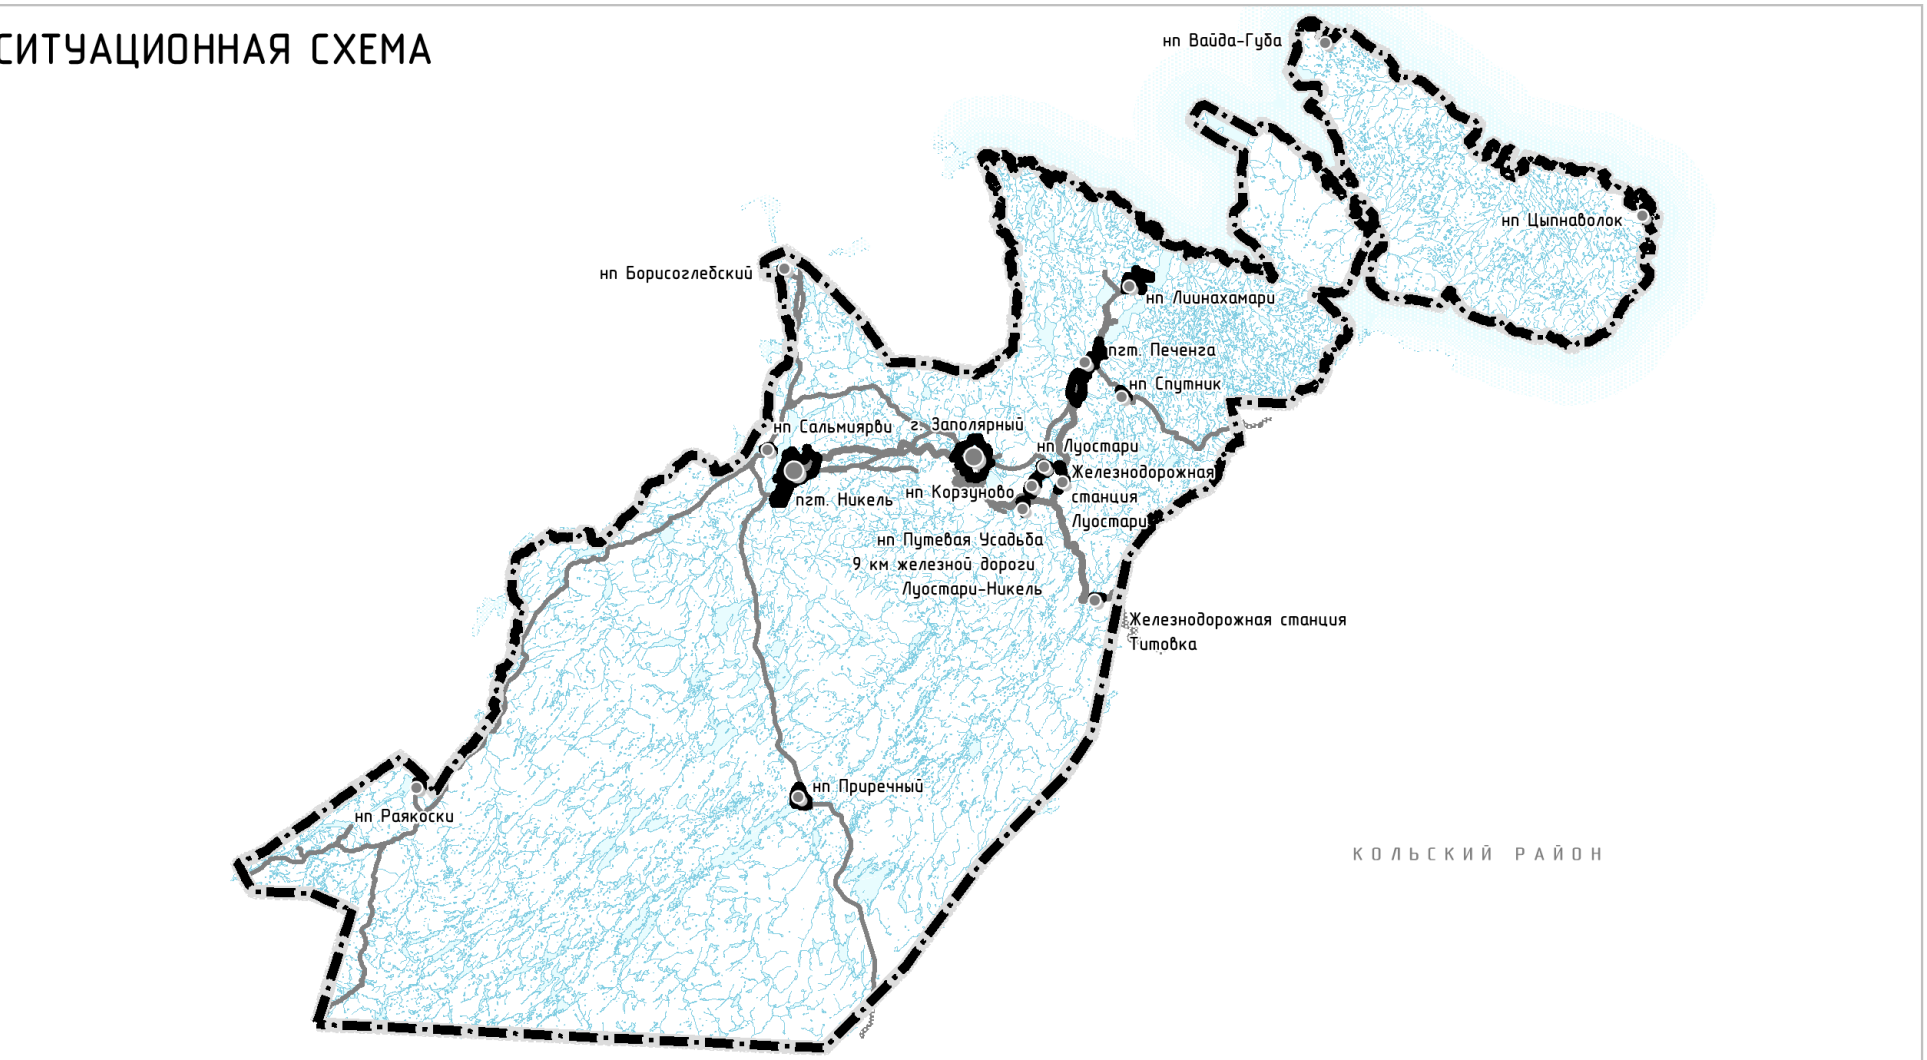 СИТУАЦИОННАЯ СХЕМА
нп Вайда-Губа
нп Цыпнаволок
нп Борисоглебский
нп Лиинахамари
пгт. Печенга
нп Спутник
нп Сальмиярви
г. Заполярный
нп Луостари
Железнодорожная
станция
Луостари
нп Корзуново
пгт. Никель
нп Путевая Усадьба
9 км железной дороги
Луостари-Никель
Железнодорожная станция
Титовка
нп Приречный
нп Раякоски
КОЛЬСКИЙ РАЙОН